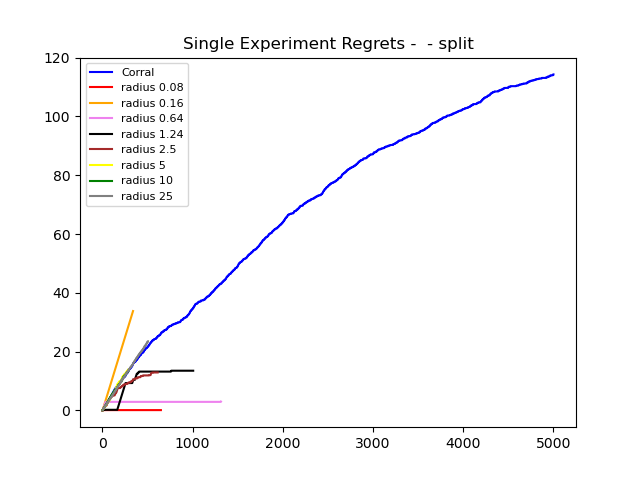 Single Experiment Regrets -  - split
120
100
80
60
40
20
0
Corral
radius 0.08
radius 0.16
radius 0.64
radius 1.24
radius 2.5
radius 5
radius 10
radius 25
0 1000 2000 3000 4000 5000